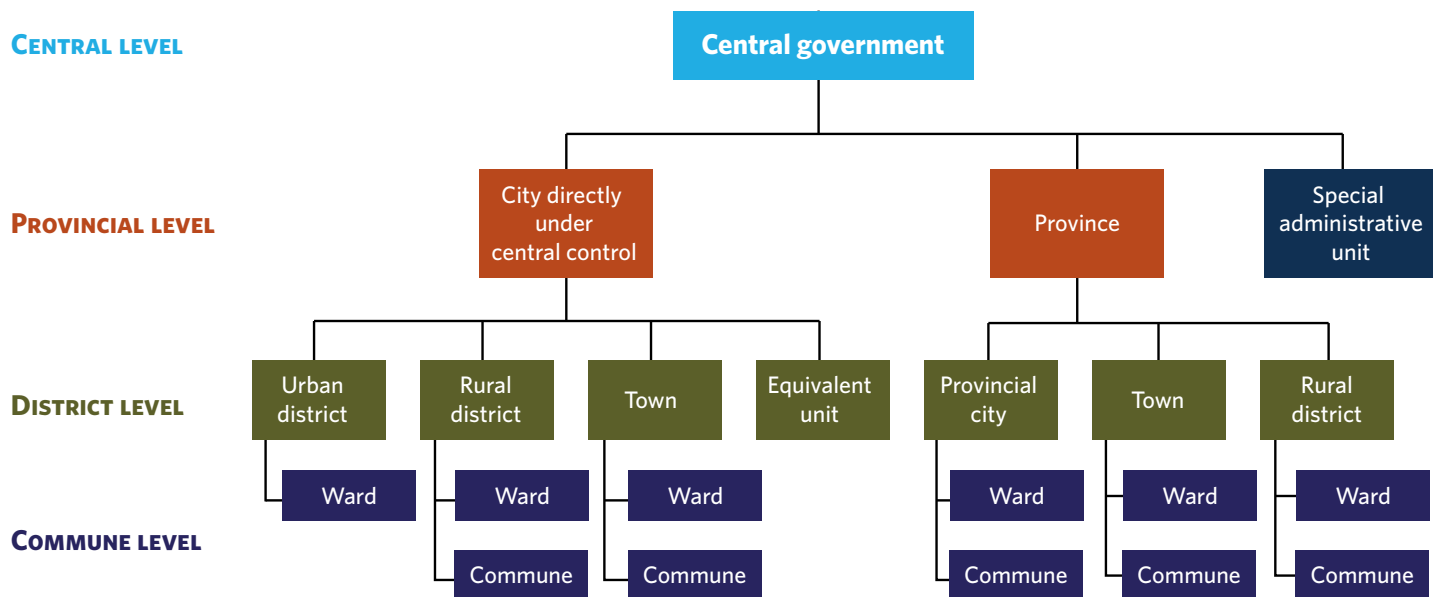 CENTRAL LEVEL
Central government
PROVINCIAL LEVEL
City directly
under
central control
Province
Special
administrative
unit
DISTRICT LEVEL
Urban
district
Rural
district
Town
Equivalent
unit
Provincial
city
Town
Rural
district
COMMUNE LEVEL
Ward
Ward
Ward
Ward
Ward
Ward
Commune
Commune
Commune
Commune
Commune